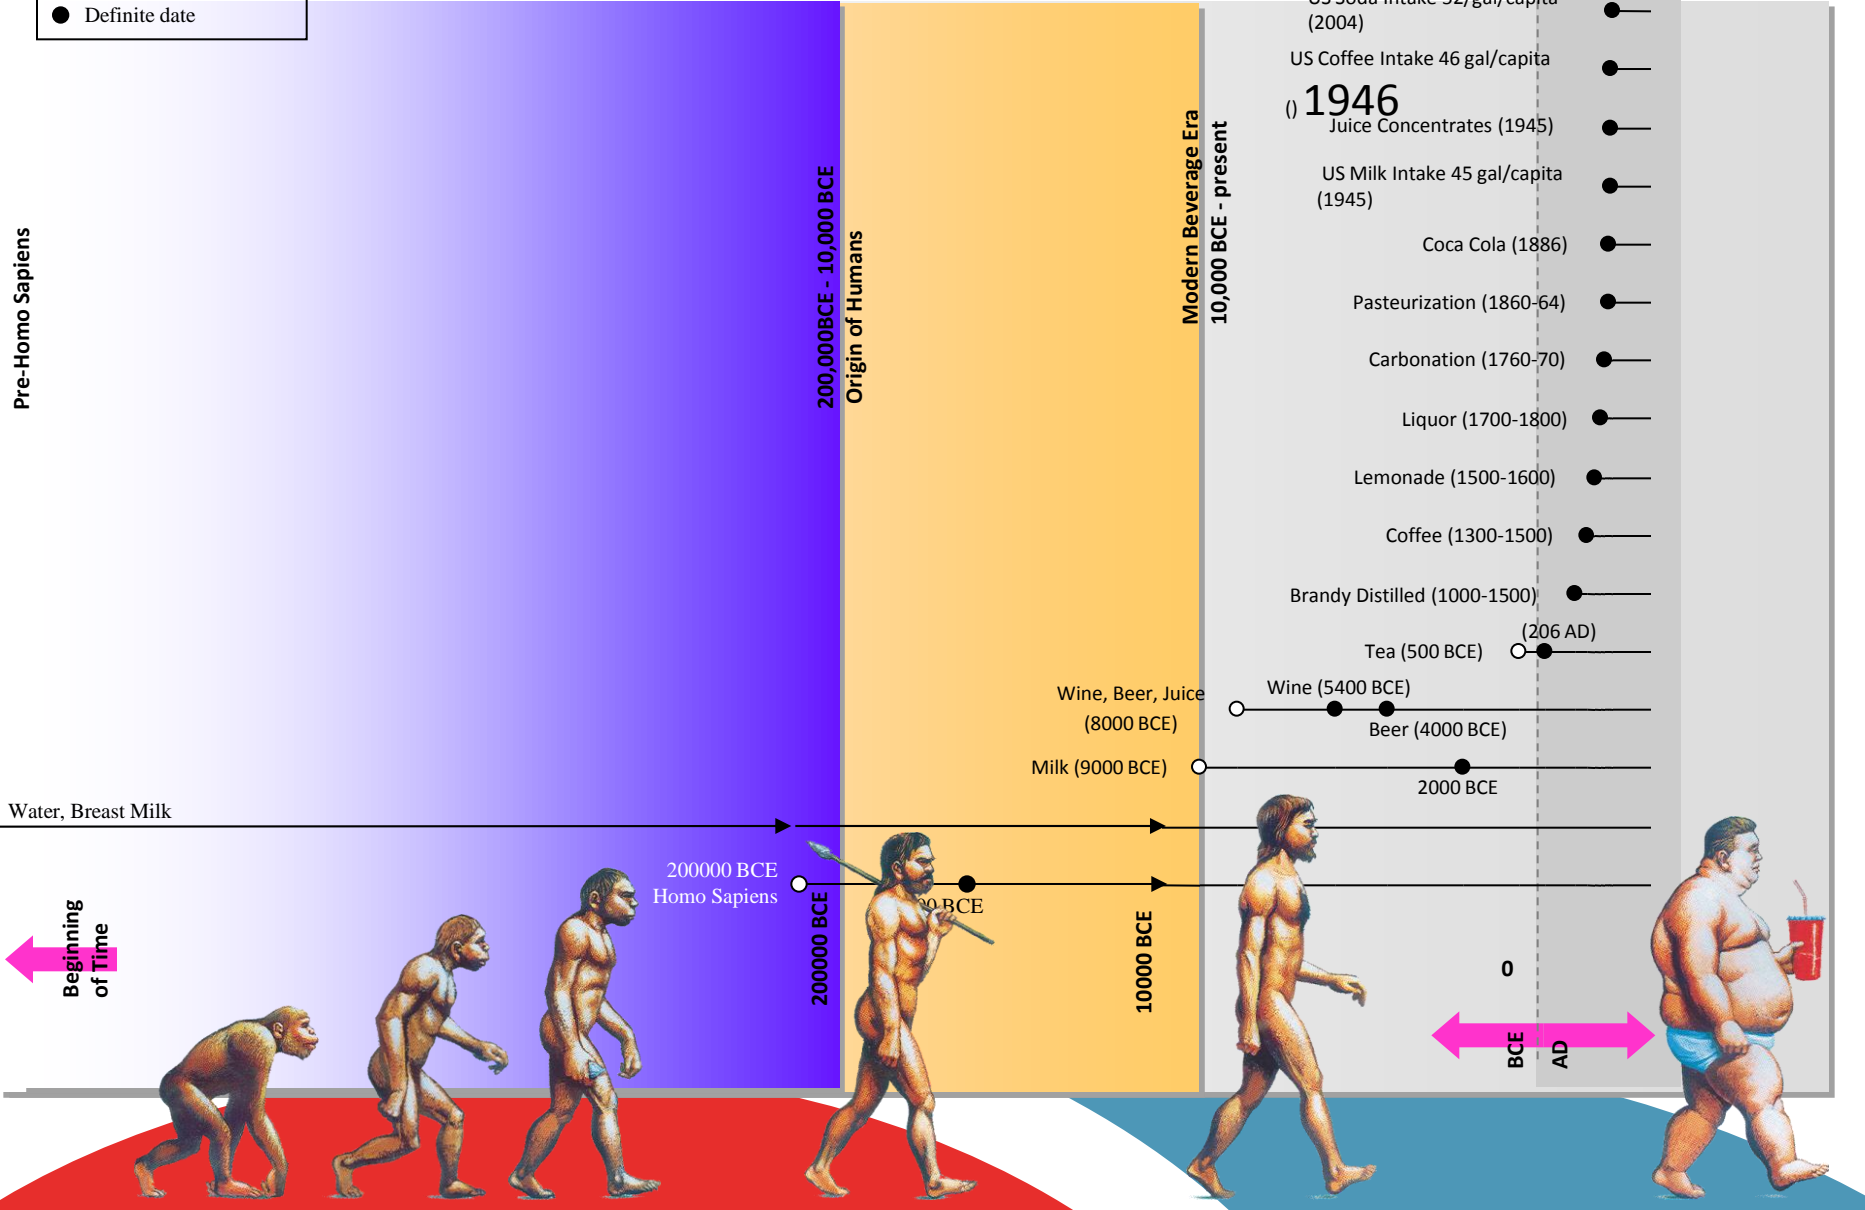 Definite date
(2004)
US Coffee Intake 46 gal/capita
() 1946
Juice Concentrates (1945)
US Milk Intake 45 gal/capita
(1945)
Coca Cola (1886)
Pasteurization (1860-64)
Carbonation (1760-70)
Liquor (1700-1800)
Lemonade (1500-1600)
Coffee (1300-1500)
Brandy Distilled (1000-1500)
(206 AD)
Tea (500 BCE)
Wine, Beer, Juice
(8000 BCE)
Wine (5400 BCE)
Beer (4000 BCE)
Milk (9000 BCE)
2000 BCE
Pre-Homo Sapiens
200,000BCE - 10,000 BCE
Origin of Humans
Modern Beverage Era
10,000 BCE - present
Water, Breast Milk
200000 BCE
Homo Sapiens
BCE
Beginning
of Time
200000 BCE
10000 BCE
0
BCE
AD